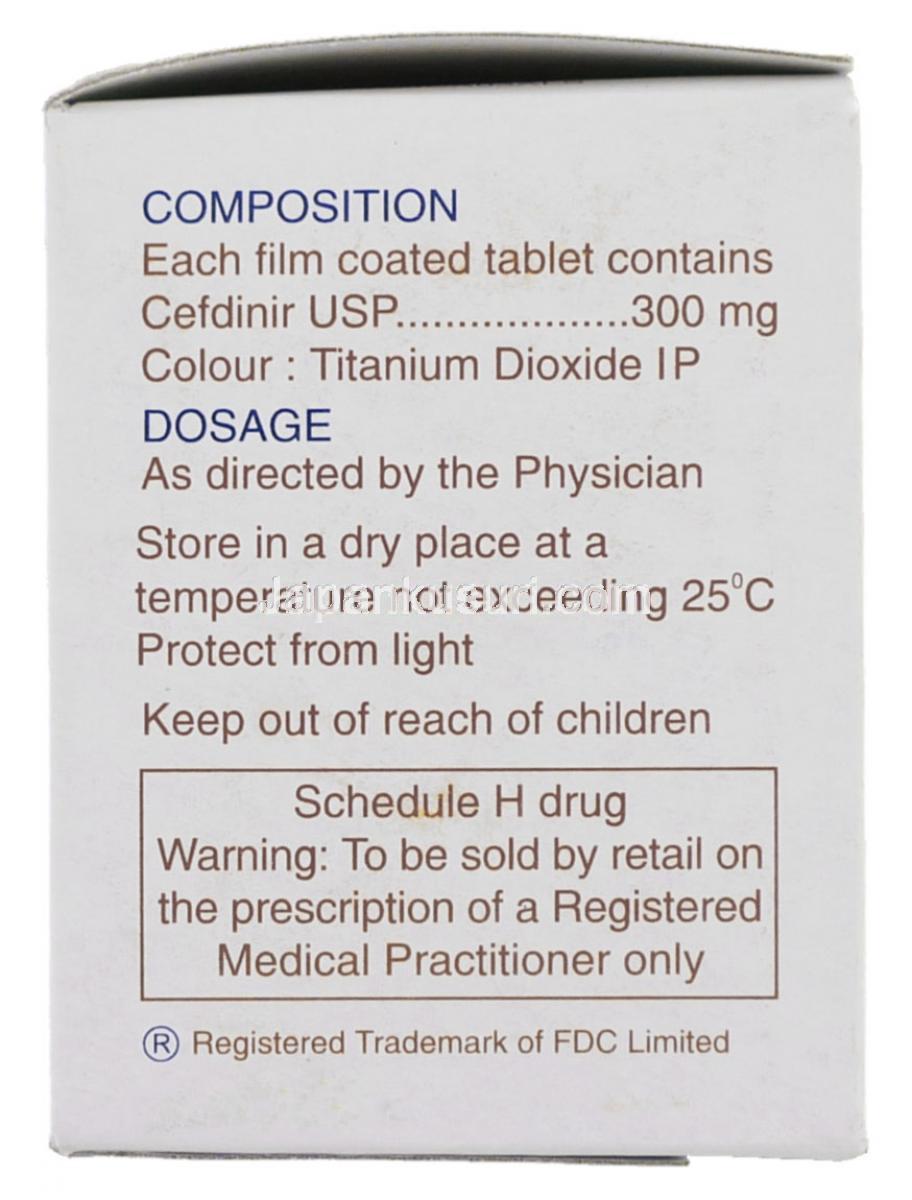 COMPOSITION
Each film coated tablet contains
Cefdinir USP...................300 mg
Colour : Titanium Dioxide IP
DOSAGE
As directed by the Physician
Store in a dry place at a
temperature not exceeding 25°C
Protect from light
Keep out of reach of children
Schedule H drug
Warning: To be sold by retail on
the prescription of a Registered
Medical Practitioner only
® Registered Trademark of FDC Limited